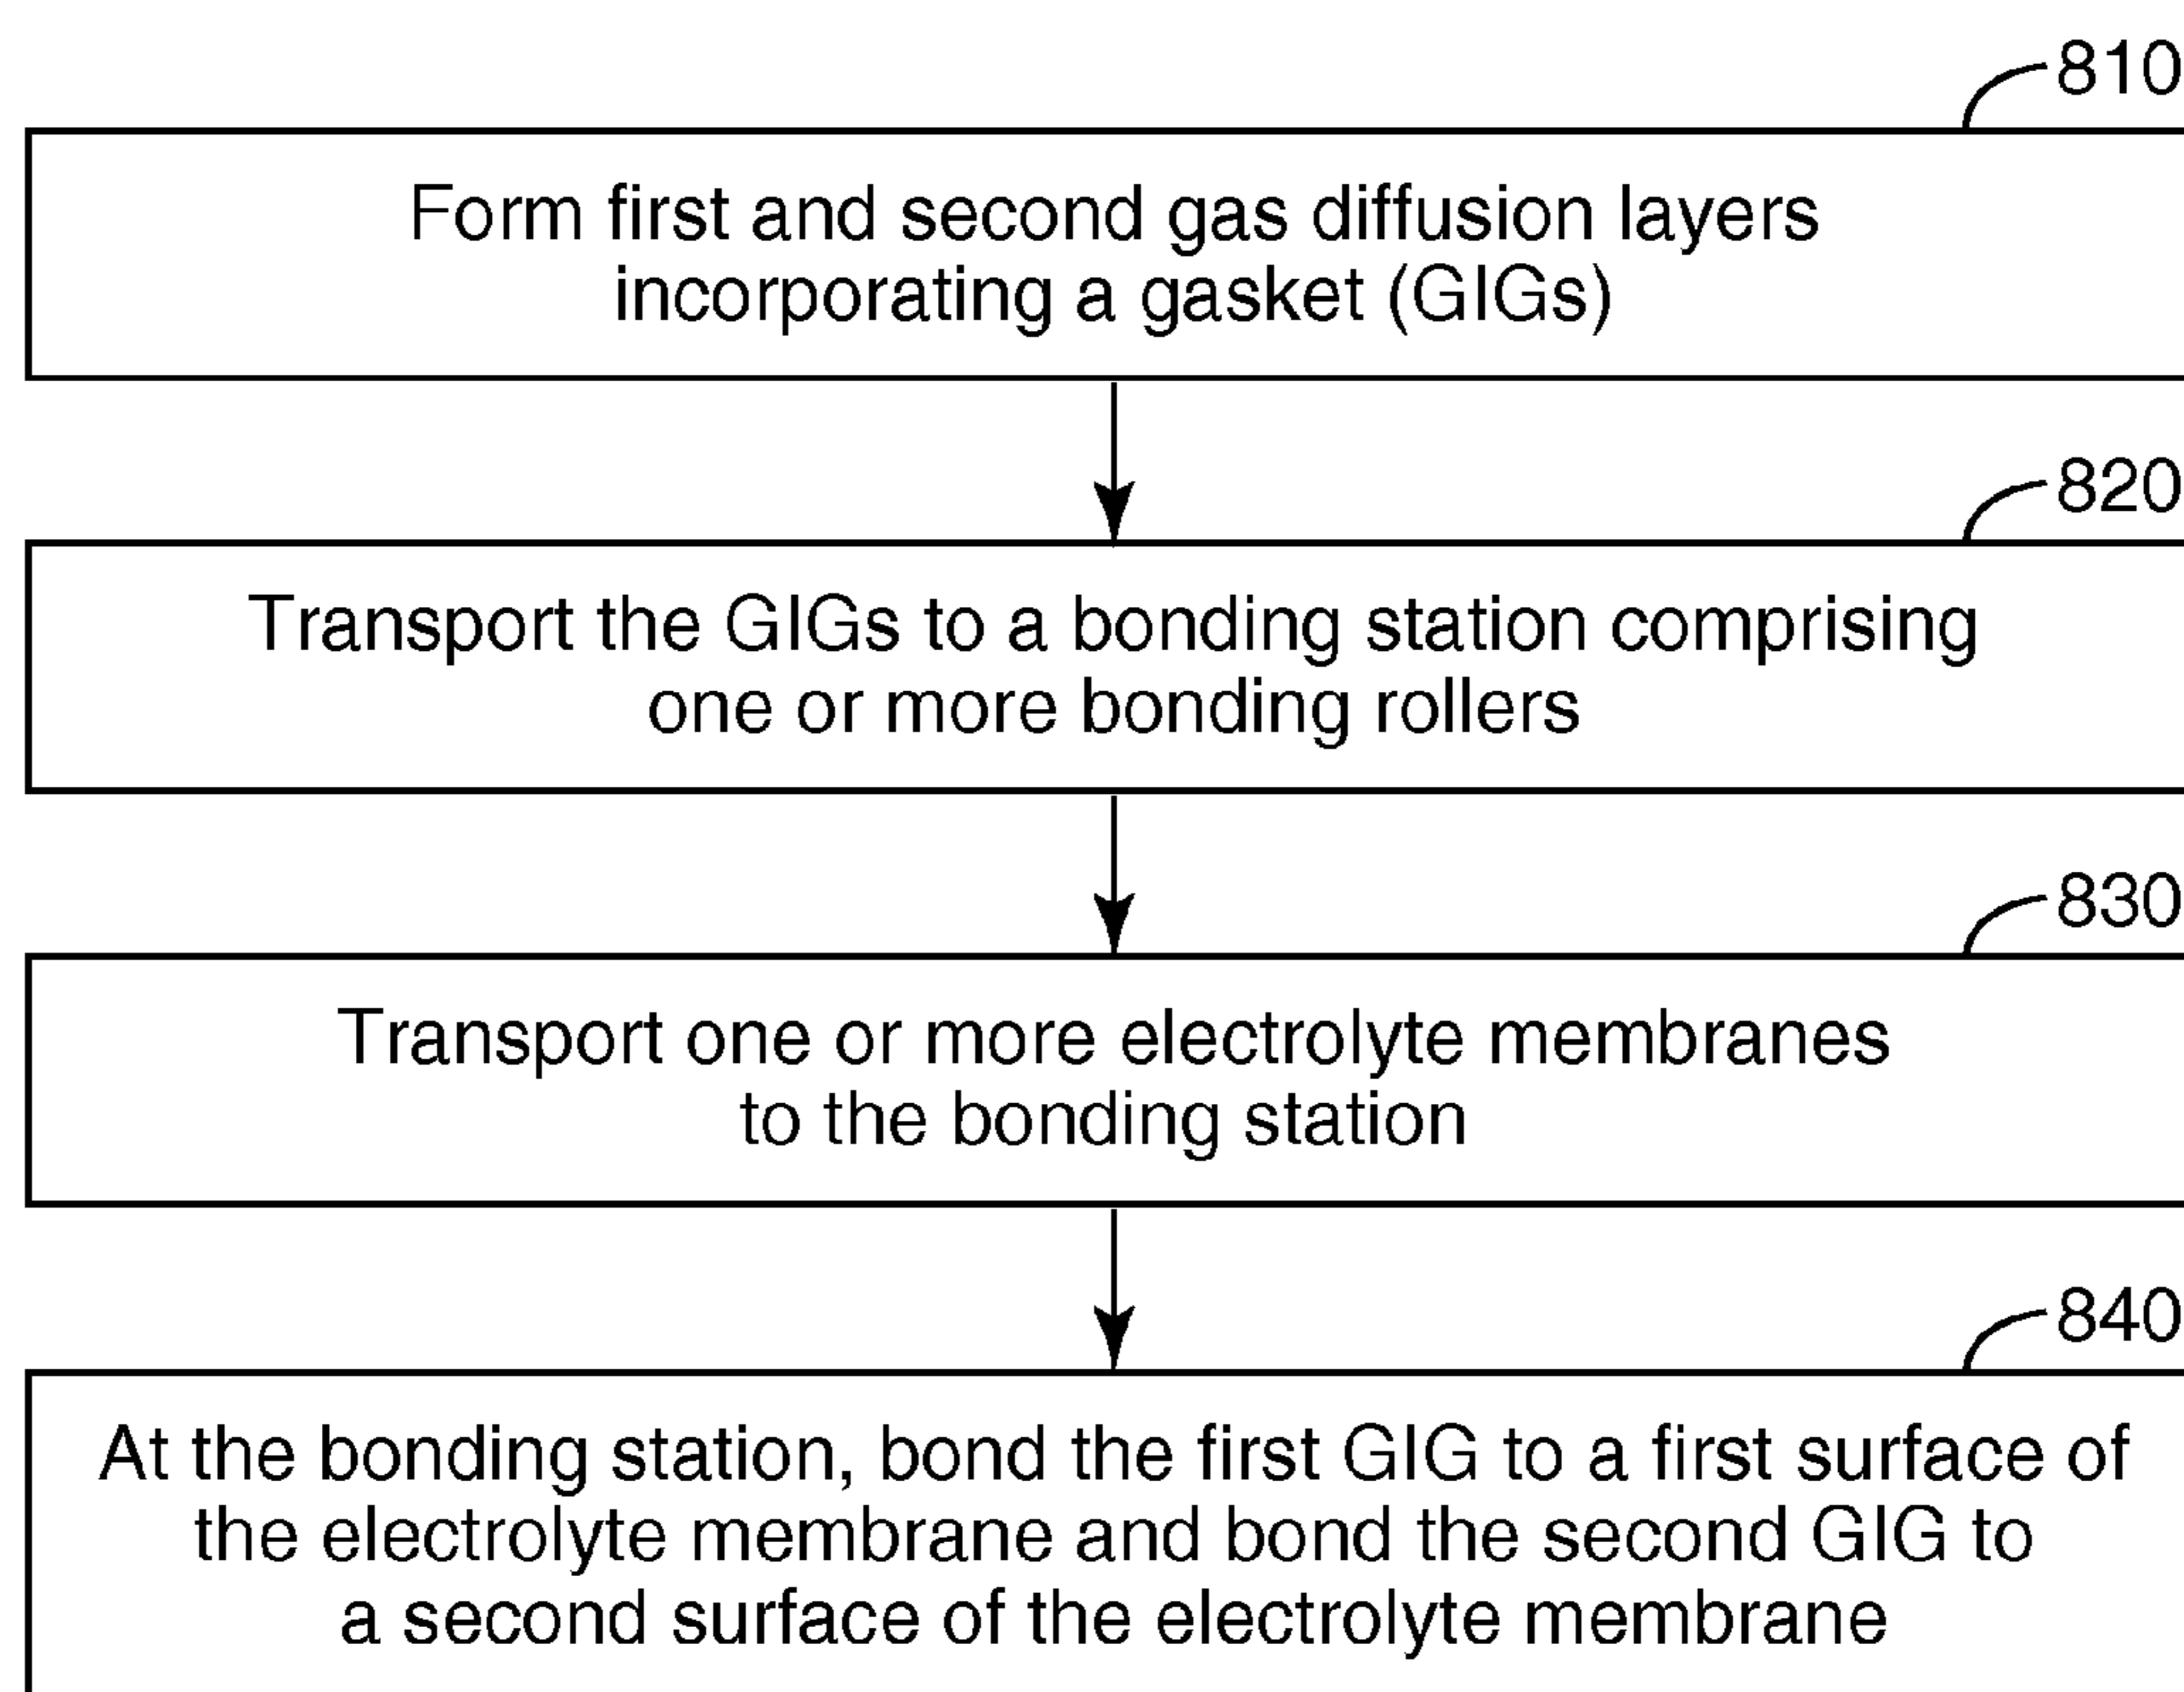 810
Form first and second gas diffusion layers
incorporating a gasket (GIGs)
820
Transport the GIGs to a bonding station comprising
one or more bonding rollers
830
Transport one or more electrolyte membranes
to the bonding station
840
At the bonding station, bond the first GIG to a first surface of
the electrolyte membrane and bond the second GIG to
a second surface of the electrolyte membrane